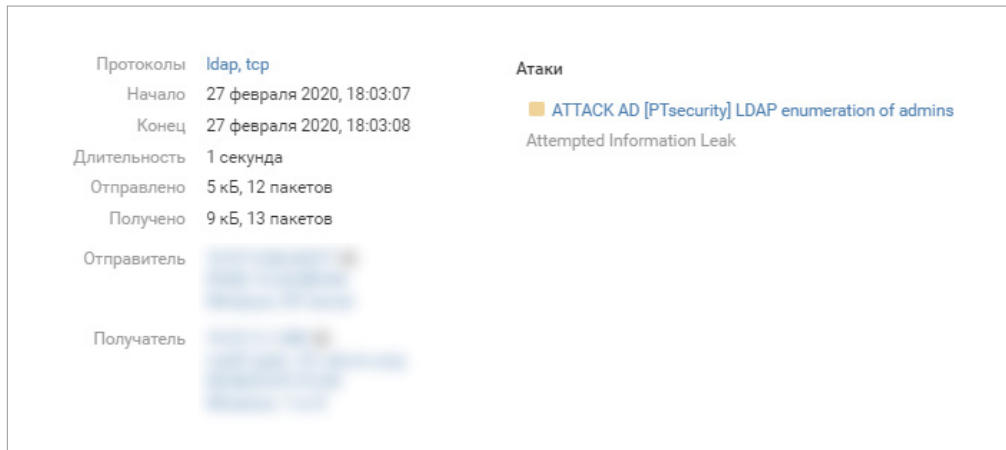 Протоколы ldap, tcp
Начало 27 февраля 2020, 18:03:07
Конец 27 февраля 2020, 18:03:08
Длительность 1 секунда
Отправлено 5 кБ, 12 пакетов
Получено 9 кБ, 13 пакетов
Отправитель
Получатель
Атаки
ATTACK AD [PTsecurity] LDAP enumeration of admins
Attempted Information Leak